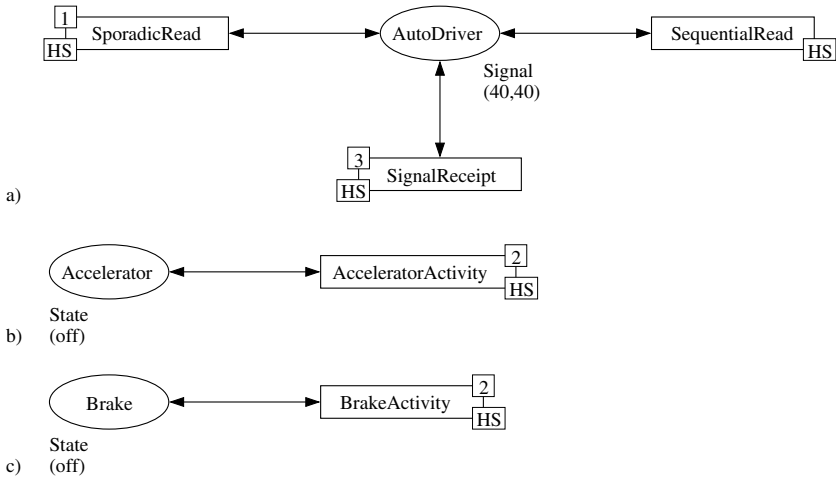 1
SporadicRead
HS
AutoDriver
SequentialRead
HS
Signal
(40,40)
3
SignalReceipt
HS
a)
Accelerator
2
AcceleratorActivity
HS
State
(off)
b)
Brake
2
BrakeActivity
HS
State
(off)
c)